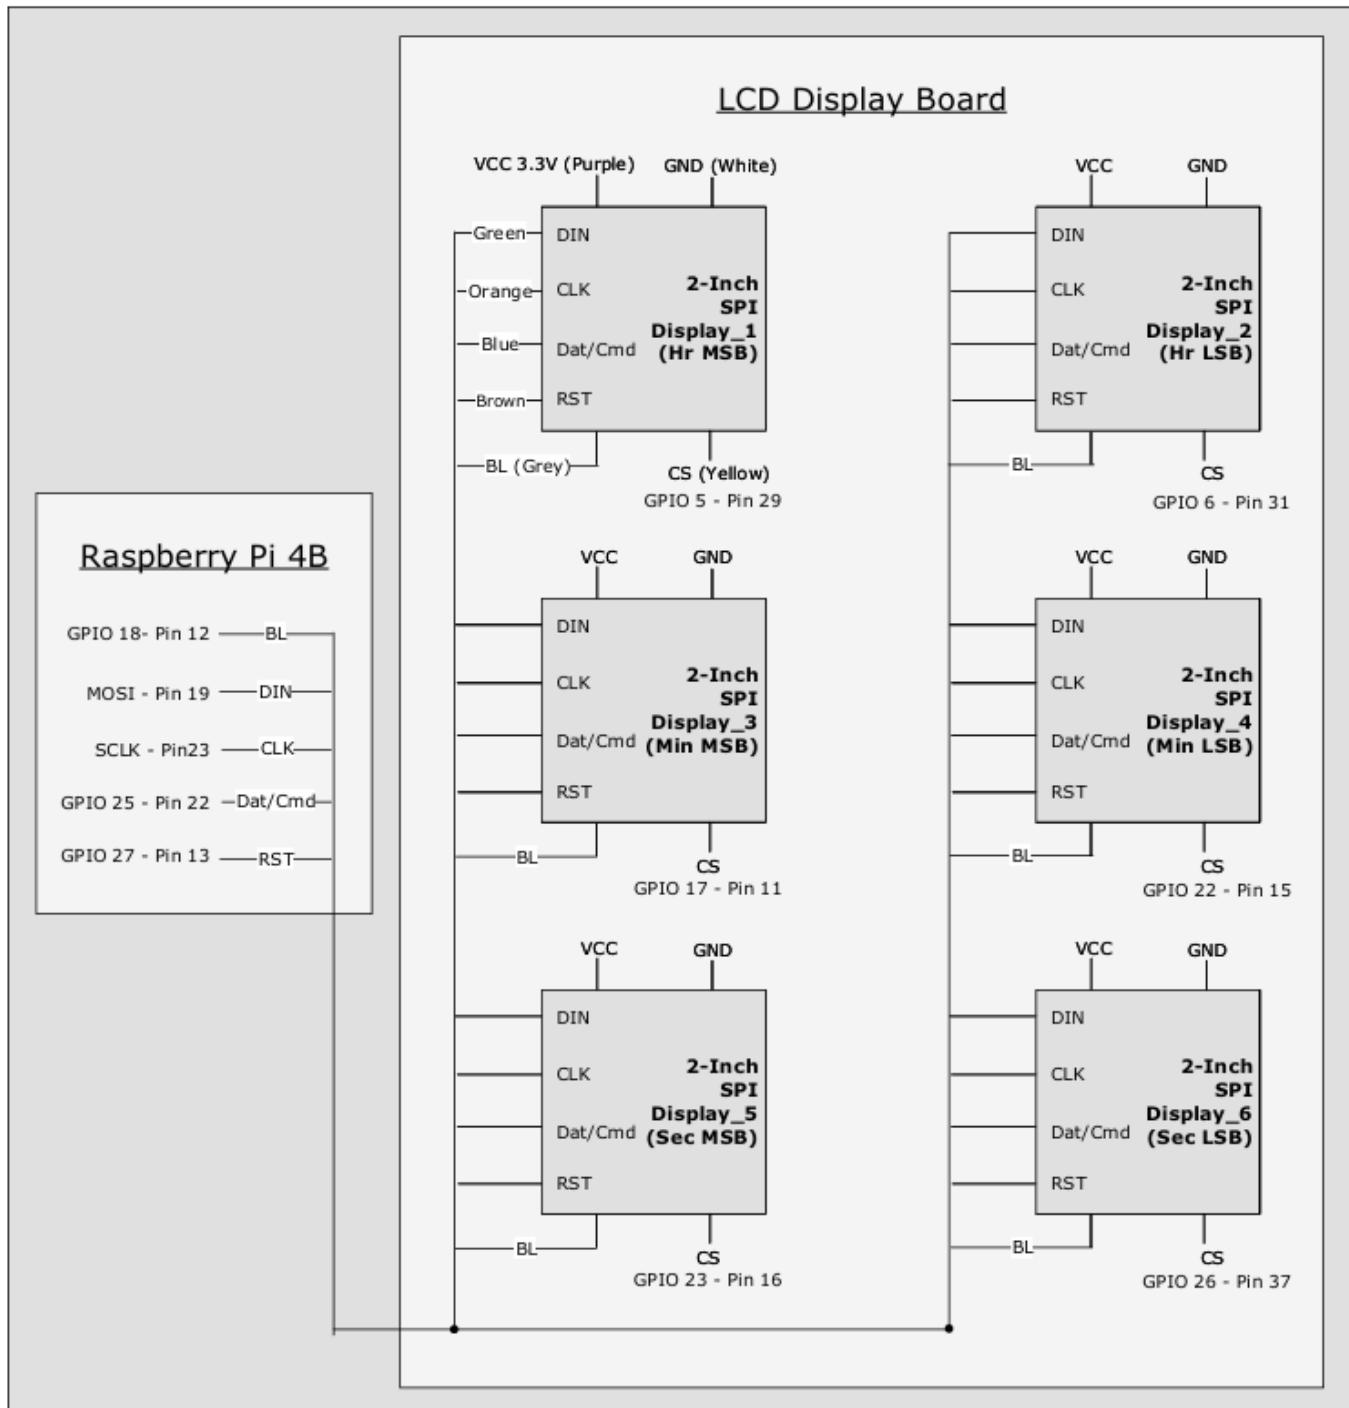 LCD Display Board
VCC 3.3V (Purple)
GND (White)
Green
Orange
Blue
Brown
DIN
CLK
Dat/Cmd
RST
2-Inch
SPI
Display_1
(Hr MSB)
BL (Grey)
CS (Yellow)
GPIO 5 - Pin 29
VCC
GND
DIN
CLK
Dat/Cmd
RST
2-Inch
SPI
Display_2
(Hr LSB)
BL
CS
GPIO 6 - Pin 31
Raspberry Pi 4B
GPIO 18- Pin 12
BL
MOSI - Pin 19
DIN
SCLK - Pin23
CLK
GPIO 25 - Pin 22
Dat/Cmd
GPIO 27 - Pin 13
RST
VCC
GND
DIN
CLK
Dat/Cmd
RST
2-Inch
SPI
Display_3
(Min MSB)
BL
CS
GPIO 17 - Pin 11
VCC
GND
DIN
CLK
Dat/Cmd
RST
2-Inch
SPI
Display_4
(Min LSB)
BL
CS
GPIO 22 - Pin 15
VCC
GND
DIN
CLK
Dat/Cmd
RST
2-Inch
SPI
Display_5
(Sec MSB)
BL
CS
GPIO 23 - Pin 16
VCC
GND
DIN
CLK
Dat/Cmd
RST
2-Inch
SPI
Display_6
(Sec LSB)
BL
CS
GPIO 26 - Pin 37